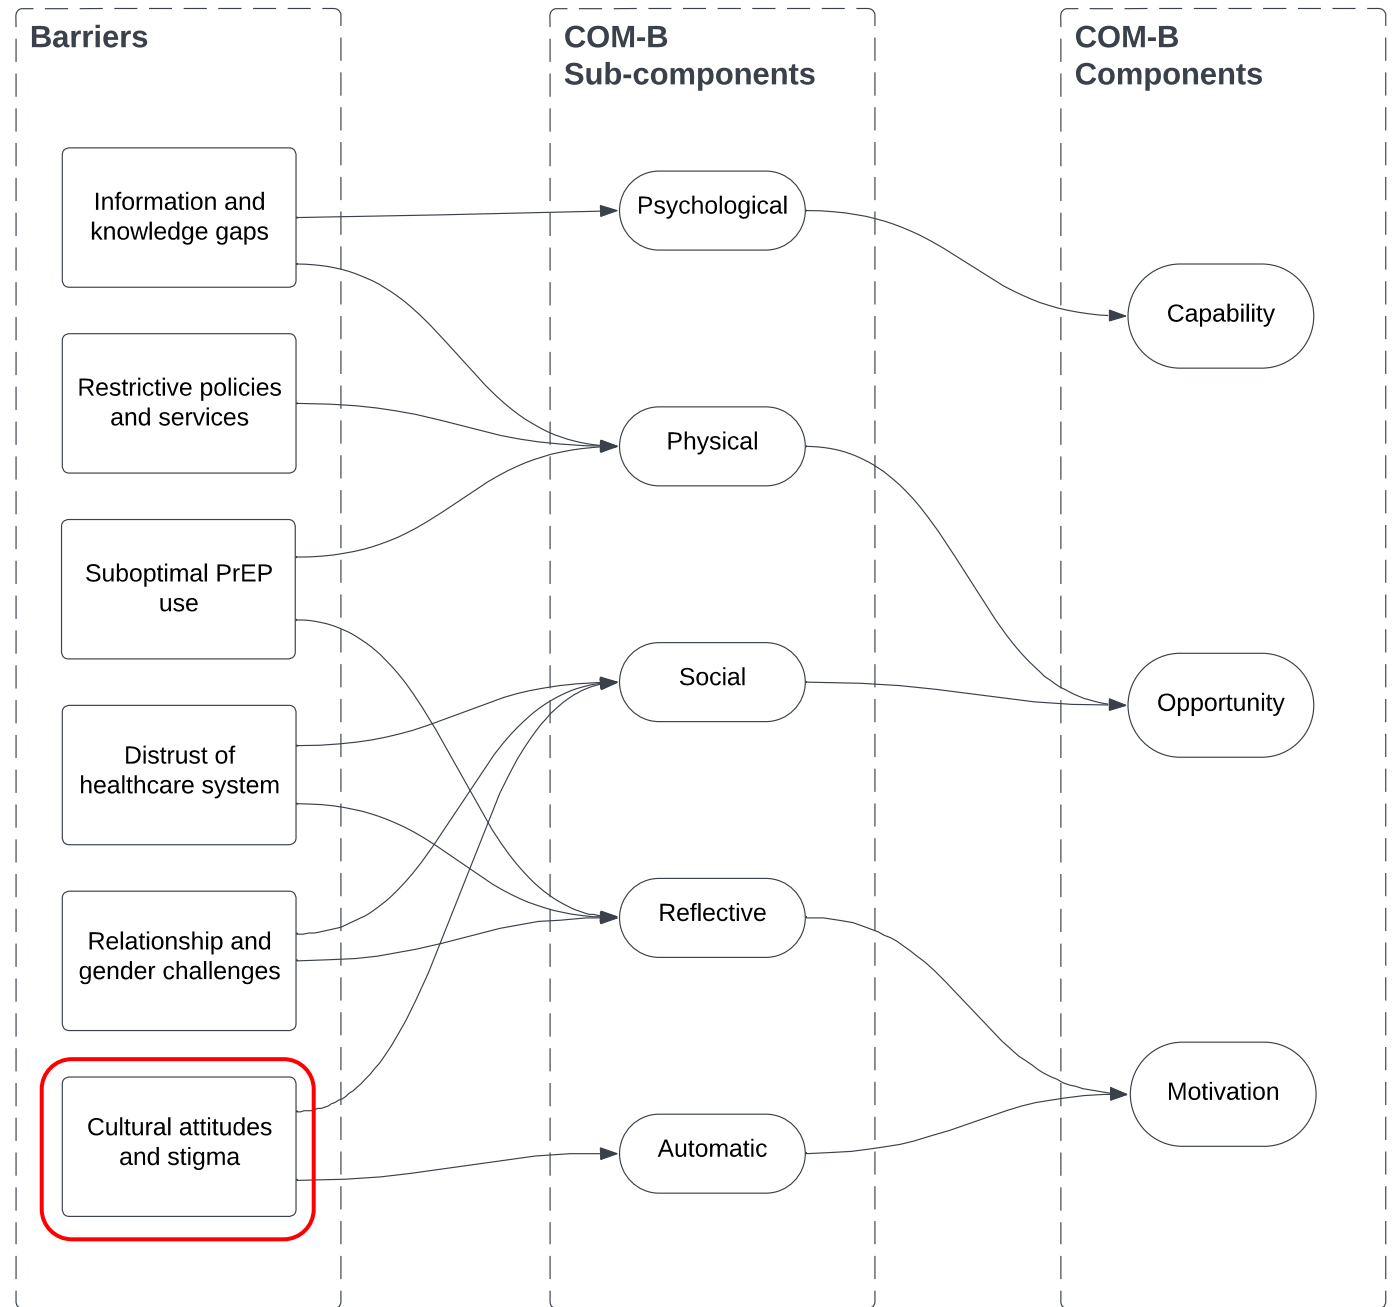 Barriers
COM-B
Sub-components
COM-B
Components
Information and
knowledge gaps
Restrictive policies
and services
Suboptimal PrEP
use
Distrust of
healthcare system
Relationship and
gender challenges
Cultural attitudes
and stigma
Psychological
Physical
Social
Reflective
Automatic
Capability
Opportunity
Motivation